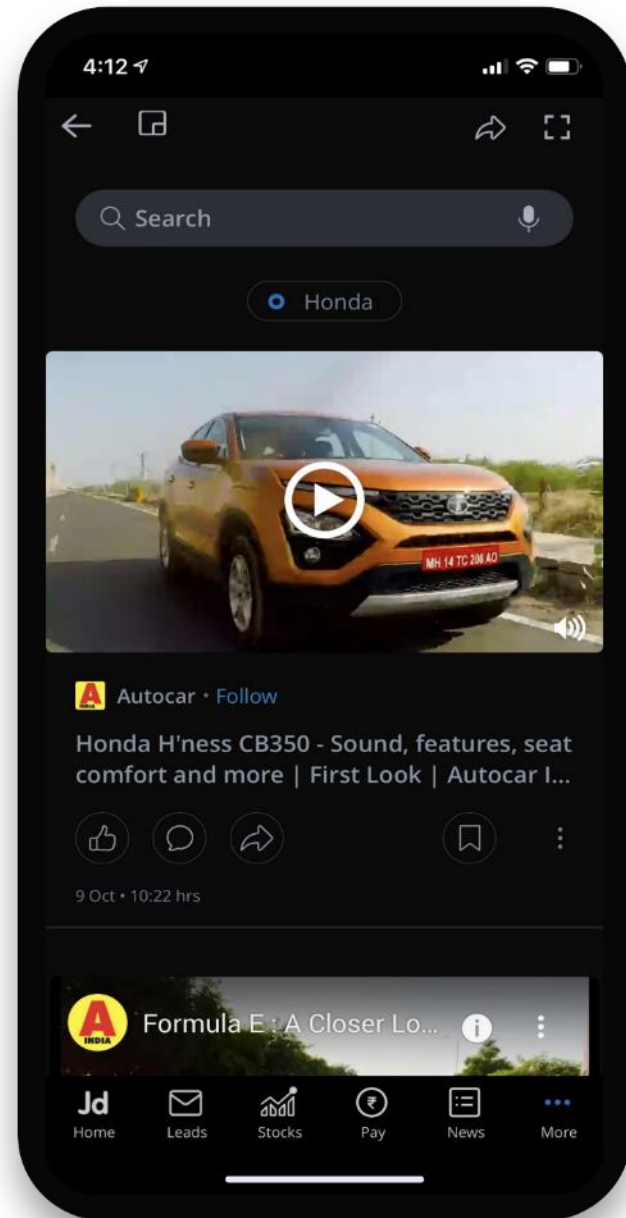 4:12
Search
Honda
MH 14 TC 206 AO
A
INDIA
Autocar • Follow
Honda H'ness CB350 - Sound, features, seat
comfort and more | First Look | Autocar I...
9 Oct • 10:22 hrs
A
INDIA
Formula E : A Closer Lo...
Jd
Home Leads Stocks Pay News More